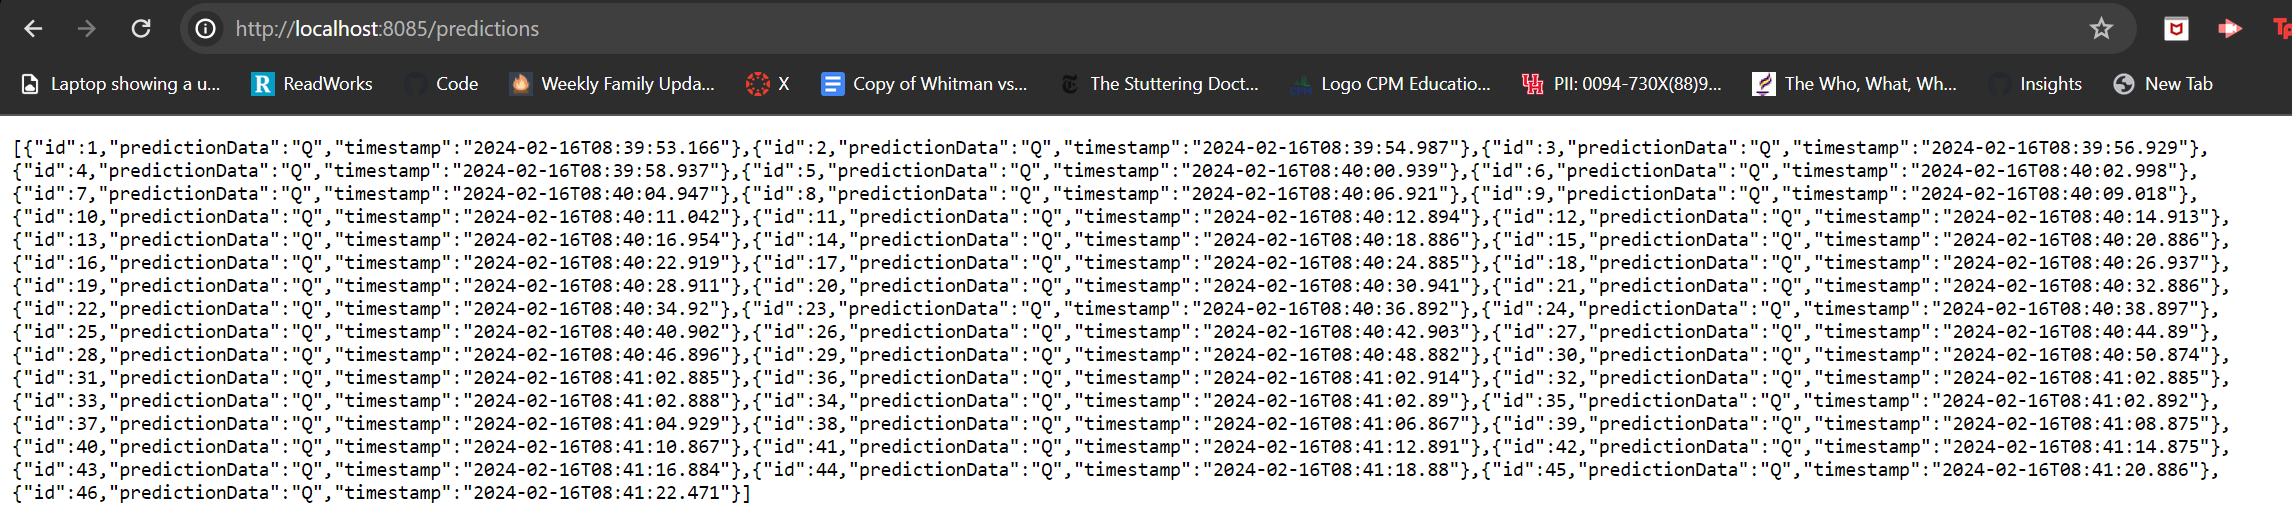 http://localhost:8085/predictions
Laptop showing a u... ReadWorks Code Weekly Family Upda... X Copy of Whitman vs... The Stuttering Doct... Logo CPM Educatio... PII: 0094-730X(88)9... The Who, What, Wh... Insights New Tab
[{"id":1,"predictionData":"Q","timestamp":"2024-02-16T08:39:53.166"},{"id":2,"predictionData":"Q","timestamp":"2024-02-16T08:39:54.987"},{"id":3,"predictionData":"Q","timestamp":"2024-02-16T08:39:56.929"},
{"id":4,"predictionData":"Q","timestamp":"2024-02-16T08:39:58.937"},{"id":5,"predictionData":"Q","timestamp":"2024-02-16T08:40:00.939"},{"id":6,"predictionData":"Q","timestamp":"2024-02-16T08:40:02.998"},
{"id":7,"predictionData":"Q","timestamp":"2024-02-16T08:40:04.947"},{"id":8,"predictionData":"Q","timestamp":"2024-02-16T08:40:06.921"},{"id":9,"predictionData":"Q","timestamp":"2024-02-16T08:40:09.018"},
{"id":10,"predictionData":"Q","timestamp":"2024-02-16T08:40:11.042"},{"id":11,"predictionData":"Q","timestamp":"2024-02-16T08:40:12.894"},{"id":12,"predictionData":"Q","timestamp":"2024-02-16T08:40:14.913"},
{"id":13,"predictionData":"Q","timestamp":"2024-02-16T08:40:16.954"},{"id":14,"predictionData":"Q","timestamp":"2024-02-16T08:40:18.886"},{"id":15,"predictionData":"Q","timestamp":"2024-02-16T08:40:20.886"},
{"id":16,"predictionData":"Q","timestamp":"2024-02-16T08:40:22.919"},{"id":17,"predictionData":"Q","timestamp":"2024-02-16T08:40:24.885"},{"id":18,"predictionData":"Q","timestamp":"2024-02-16T08:40:26.937"},
{"id":19,"predictionData":"Q","timestamp":"2024-02-16T08:40:28.911"},{"id":20,"predictionData":"Q","timestamp":"2024-02-16T08:40:30.941"},{"id":21,"predictionData":"Q","timestamp":"2024-02-16T08:40:32.886"},
{"id":22,"predictionData":"Q","timestamp":"2024-02-16T08:40:34.92"},{"id":23,"predictionData":"Q","timestamp":"2024-02-16T08:40:36.892"},{"id":24,"predictionData":"Q","timestamp":"2024-02-16T08:40:38.897"},
{"id":25,"predictionData":"Q","timestamp":"2024-02-16T08:40:40.902"},{"id":26,"predictionData":"Q","timestamp":"2024-02-16T08:40:42.903"},{"id":27,"predictionData":"Q","timestamp":"2024-02-16T08:40:44.89"},
{"id":28,"predictionData":"Q","timestamp":"2024-02-16T08:40:46.896"},{"id":29,"predictionData":"Q","timestamp":"2024-02-16T08:40:48.882"},{"id":30,"predictionData":"Q","timestamp":"2024-02-16T08:40:50.874"},
{"id":31,"predictionData":"Q","timestamp":"2024-02-16T08:41:02.885"},{"id":36,"predictionData":"Q","timestamp":"2024-02-16T08:41:02.914"},{"id":32,"predictionData":"Q","timestamp":"2024-02-16T08:41:02.885"},
{"id":33,"predictionData":"Q","timestamp":"2024-02-16T08:41:02.888"},{"id":34,"predictionData":"Q","timestamp":"2024-02-16T08:41:02.89"},{"id":35,"predictionData":"Q","timestamp":"2024-02-16T08:41:02.892"},
{"id":37,"predictionData":"Q","timestamp":"2024-02-16T08:41:04.929"},{"id":38,"predictionData":"Q","timestamp":"2024-02-16T08:41:06.867"},{"id":39,"predictionData":"Q","timestamp":"2024-02-16T08:41:08.875"},
{"id":40,"predictionData":"Q","timestamp":"2024-02-16T08:41:10.867"},{"id":41,"predictionData":"Q","timestamp":"2024-02-16T08:41:12.891"},{"id":42,"predictionData":"Q","timestamp":"2024-02-16T08:41:14.875"},
{"id":43,"predictionData":"Q","timestamp":"2024-02-16T08:41:16.884"},{"id":44,"predictionData":"Q","timestamp":"2024-02-16T08:41:18.88"},{"id":45,"predictionData":"Q","timestamp":"2024-02-16T08:41:20.886"},
{"id":46,"predictionData":"Q","timestamp":"2024-02-16T08:41:22.471"}]